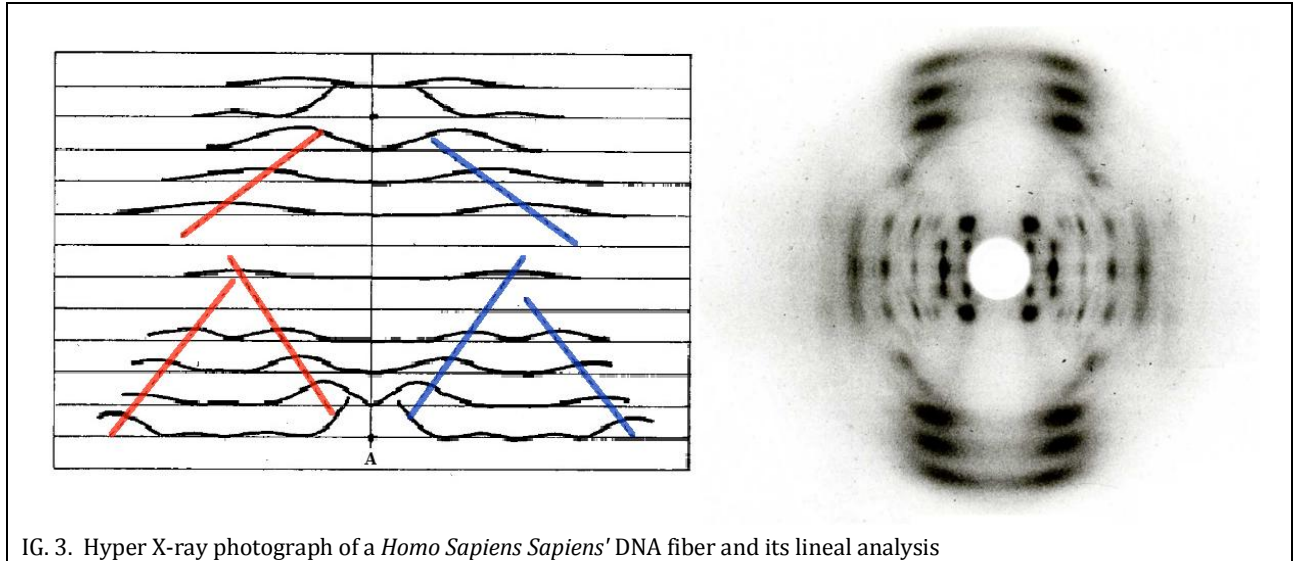 A
IG. 3. Hyper X-ray photograph of a Homo Sapiens Sapiens' DNA fiber and its lineal analysis